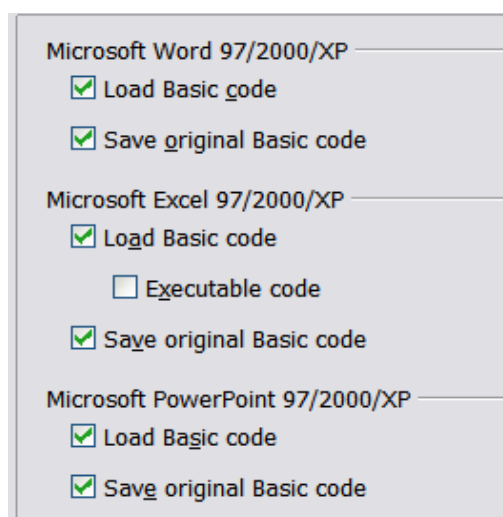 Microsoft Word 97/2000/XP
Load Basic code
Save original Basic code
Microsoft Excel 97/2000/XP
Load Basic code
Executable code
Save original Basic code
Microsoft PowerPoint 97/2000/XP
Load Basic code
Save original Basic code